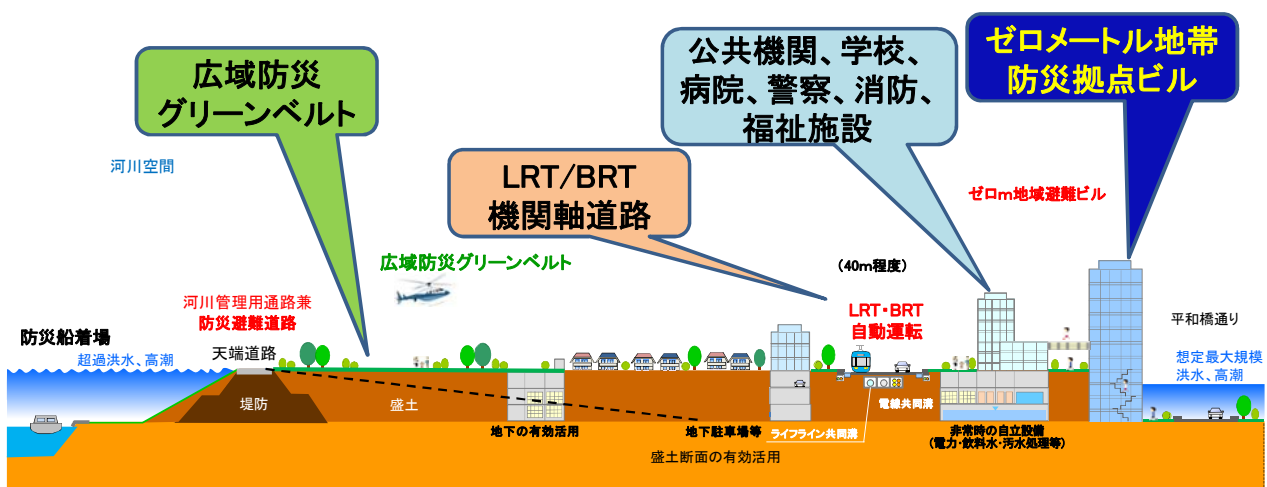 広域防災
グリーンベルト
公共機関、学校、
病院、警察、消防、
福祉施設
ゼロメートル地帯
防災拠点ビル
河川空間
LRT/BRT
機関軸道路
ゼロm地域避難ビル
広域防災グリーンベルト
(40m程度)
河川管理用通路兼
防災避難道路
LRT・BRT
自動運転
防災船着場
超過洪水、高潮
天端道路
平和橋通り
想定最大規模
洪水、高潮
堤防
盛土
電線共同溝
地下の有効活用
地下駐車場等
ライフライン共同溝
非常時の自立設備
(電力・飲料水・汚水処理等)
盛土断面の有効活用